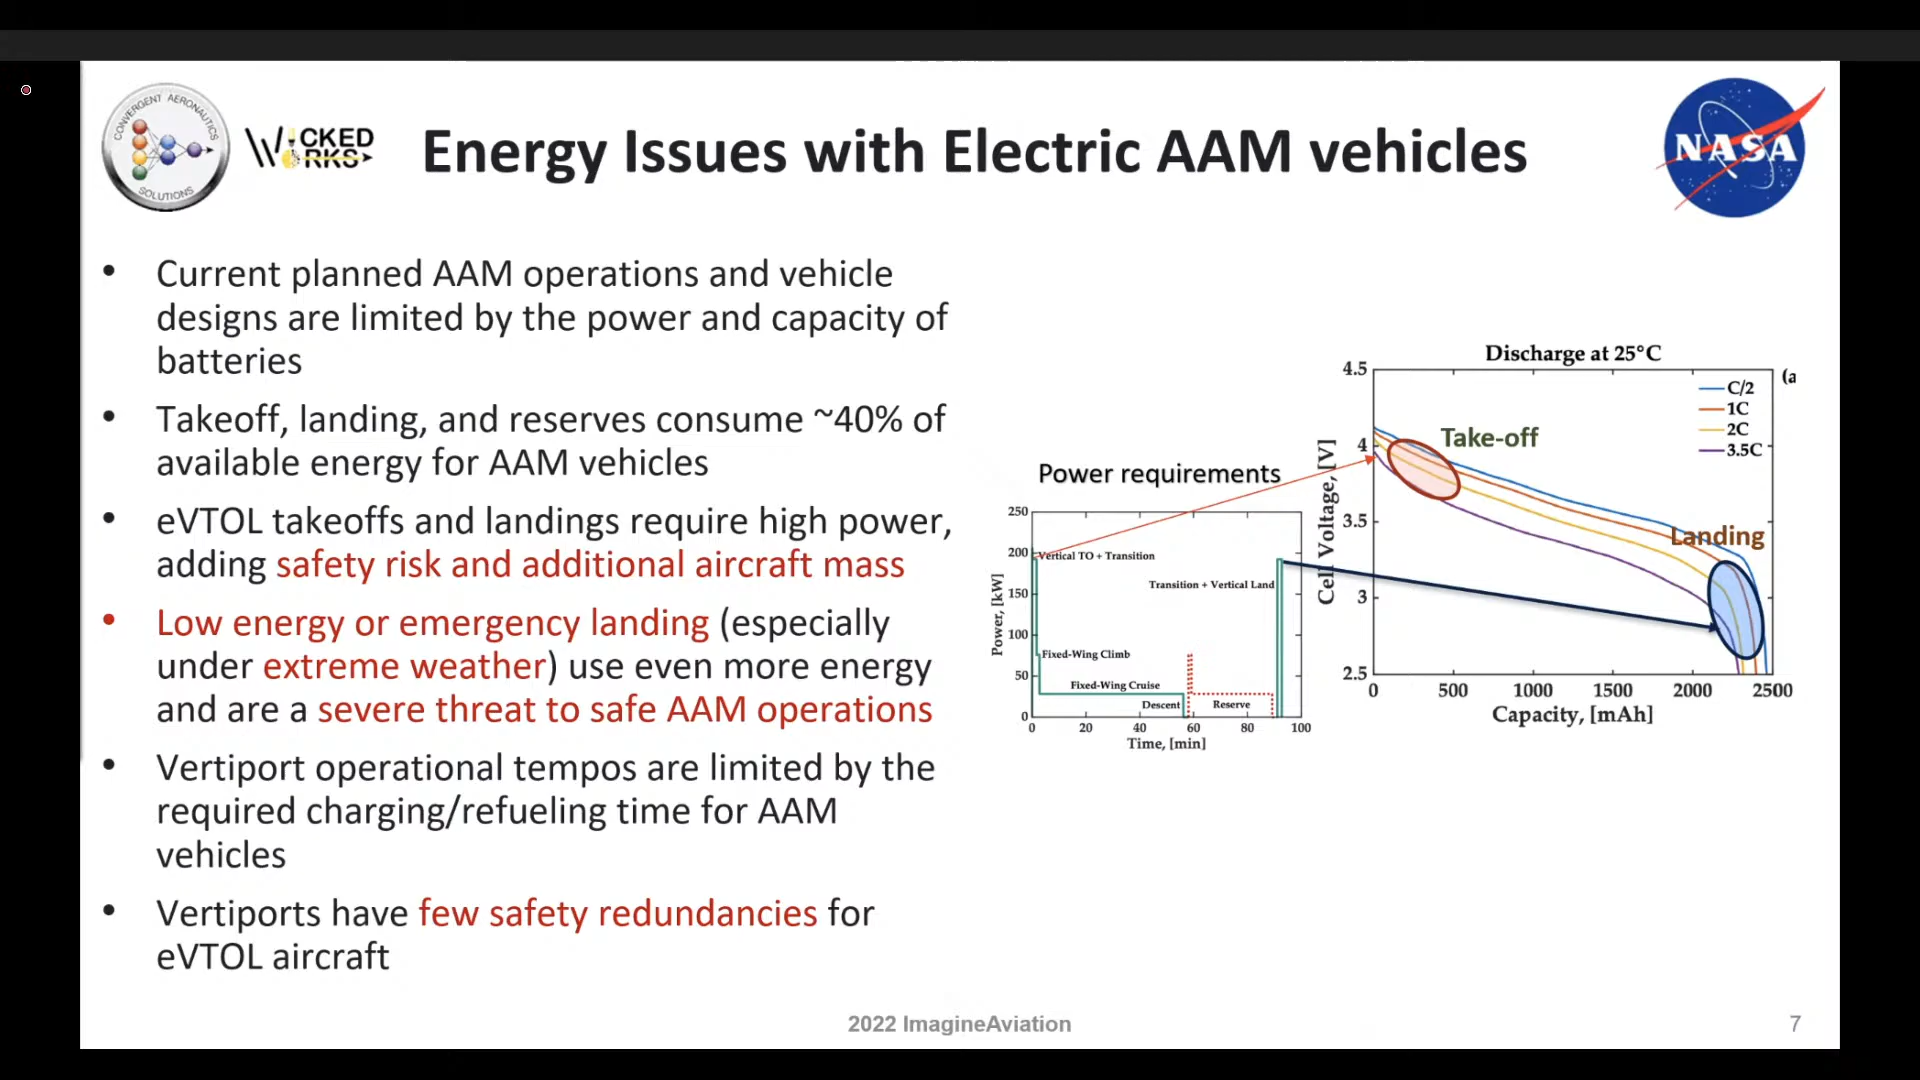 CONVERGENT AERONAUTICS
SOLUTIONS
WICKED
WORKS
Energy Issues with Electric AAM vehicles
NASA
• Current planned AAM operations and vehicle
designs are limited by the power and capacity of
batteries
• Takeoff, landing, and reserves consume ~40% of
available energy for AAM vehicles
• eVTOL takeoffs and landings require high power,
adding safety risk and additional aircraft mass
• Low energy or emergency landing (especially
under extreme weather) use even more energy
and are a severe threat to safe AAM operations
• Vertiport operational tempos are limited by the
required charging/refueling time for AAM
vehicles
• Vertiports have few safety redundancies for
eVTOL aircraft
Power requirements
250
200
150
100
50
0
Power, [kW]
Vertical TO + Transition
Transition + Vertical Land
Fixed-Wing Climb
Fixed-Wing Cruise
Descent
Reserve
0 20 40 60 80 100
Time, [min]
Discharge at 25°C
(a
4.5
4
3.5
3
2.5
Cell Voltage, [V]
C/2
1C
2C
3.5C
Take-off
Landing
0 500 1000 1500 2000 2500
Capacity, [mAh]
2022 ImagineAviation
7